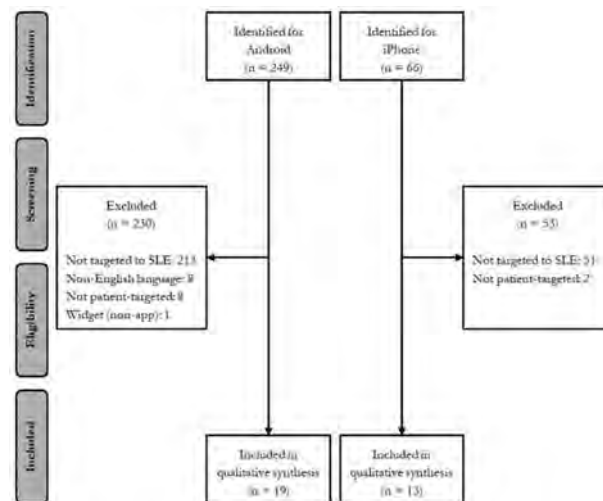 Identification
Identified for
Android
(n = 249)
Identified for
iPhone
(n = 66)
Screening
Excluded
(n = 230)
Not targeted to SLE: 213
Non-English language: 8
Not patient-targeted: 8
Widget (non-app): 1
Excluded
(n = 53)
Not targeted to SLE: 51
Not patient-targeted: 2
Eligibility
Included
Included in
qualitative synthesis
(n = 19)
Included in
qualitative synthesis
(n = 13)